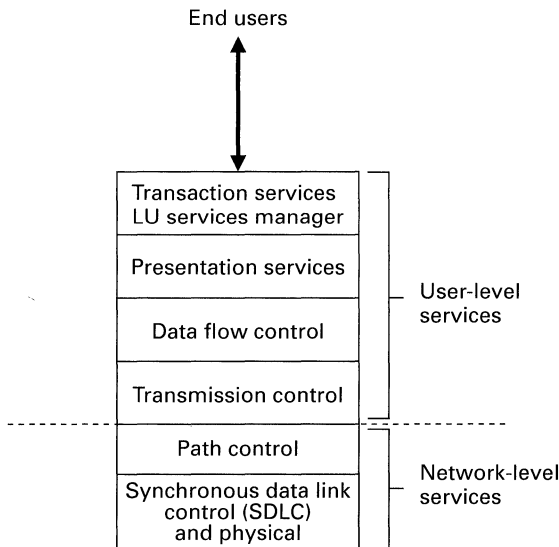 End users
Transaction services
LU services manager
Presentation services
Data flow control
Transmission control
User-level
services
Path control
Synchronous data link
control (SDLC)
and physical
Network-level
services